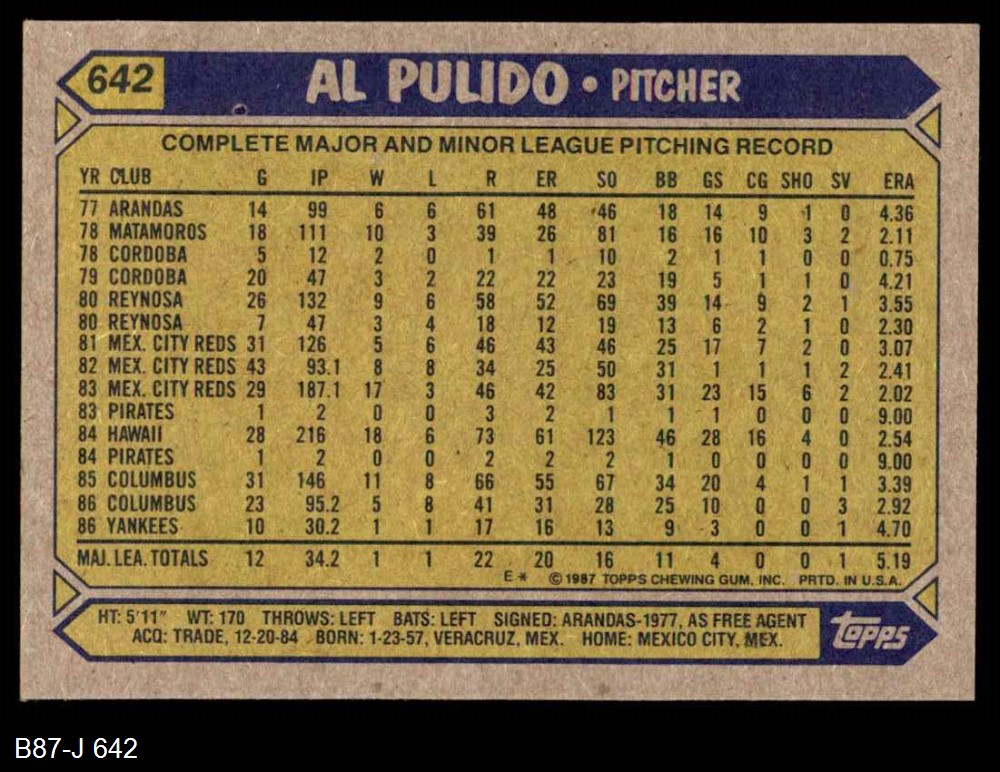 642 AL PULIDO • PITCHER
COMPLETE MAJOR AND MINOR LEAGUE PITCHING RECORD
YR CLUB G IP W L R ER SO BB GS CG SHO SV ERA
77 ARANDAS 14 99 6 6 61 48 46 18 14 9 1 0 4.36
78 MATAMOROS 18 111 10 3 39 26 81 16 16 10 3 2 2.11
78 CORDOBA 5 12 2 0 1 1 10 2 1 1 0 0 0.75
79 CORDOBA 20 47 3 2 22 22 23 19 5 1 1 0 4.21
80 REYNOSA 26 132 9 6 58 52 69 39 14 9 2 1 3.55
80 REYNOSA 7 47 3 4 18 12 19 13 6 2 1 0 2.30
81 MEX. CITY REDS 31 126 5 6 46 43 46 25 17 7 2 0 3.07
82 MEX. CITY REDS 43 93.1 8 8 34 25 50 31 1 1 1 2 2.41
83 MEX. CITY REDS 29 187.1 17 3 46 42 83 31 23 15 6 2 2.02
83 PIRATES 1 2 0 0 3 2 1 1 1 0 0 0 9.00
84 HAWAII 28 216 18 6 73 61 123 46 28 16 4 0 2.54
84 PIRATES 1 2 0 0 2 2 2 1 0 0 0 0 9.00
85 COLUMBUS 31 146 11 8 66 55 67 34 20 4 1 1 3.39
86 COLUMBUS 23 95.2 5 8 41 31 28 25 10 0 0 3 2.92
86 YANKEES 10 30.2 1 1 17 16 13 9 3 0 0 1 4.70
MAJ. LEA. TOTALS 12 34.2 1 1 22 20 16 11 4 0 0 1 5.19
E* © 1987 TOPPS CHEWING GUM, INC. PRTD. IN U.S.A.
HT: 5'11" WT: 170 THROWS: LEFT BATS: LEFT SIGNED: ARANDAS-1977, AS FREE AGENT
ACQ: TRADE, 12-20-84 BORN: 1-23-57, VERACRUZ, MEX. HOME: MEXICO CITY, MEX.
topps
B87-J 642